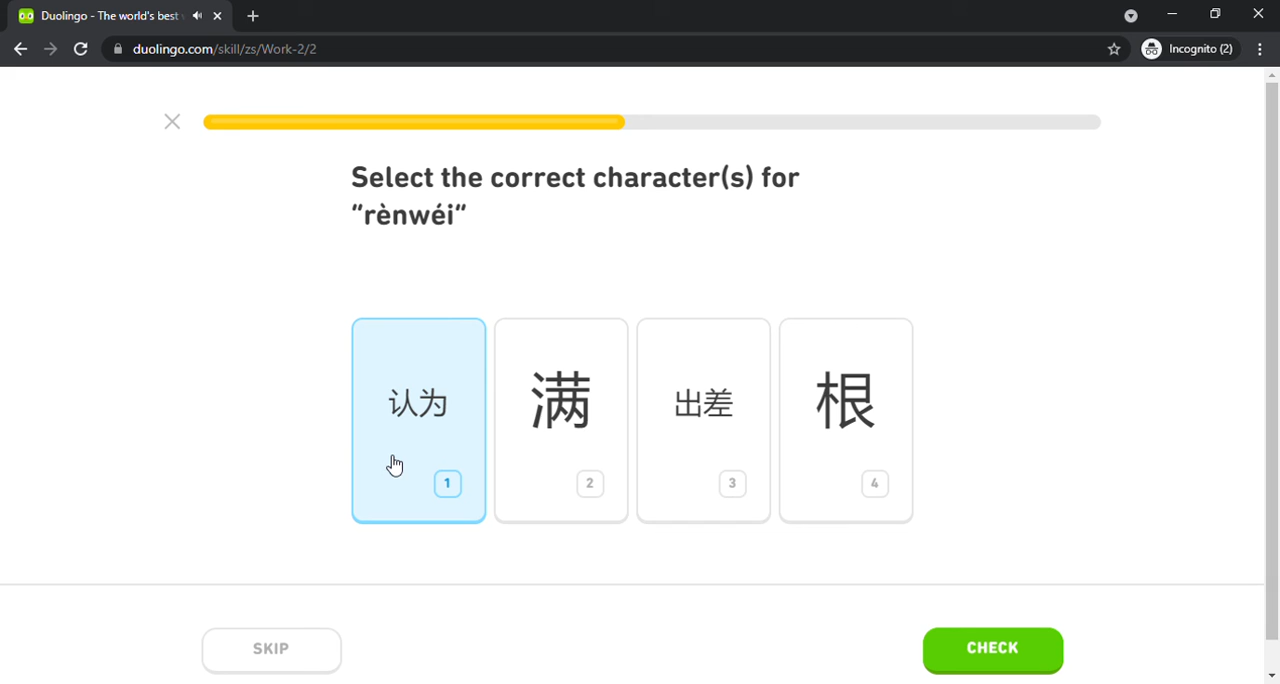 Duolingo - The world's best
duolingo.com/skill/zs/Work-2/2
Incognito (2)
Select the correct character(s) for
“rènwéi”
认为
满
出差
根
1
2
3
4
SKIP
CHECK